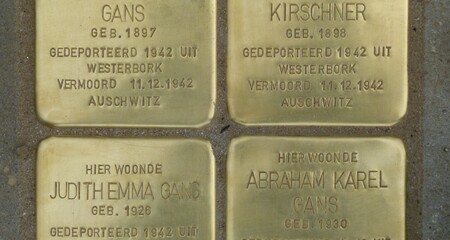 GANS
GEB. 1897
GEDEPORTEERD 1942 UIT
WESTERBORK
VERMOORD 11.12.1942
AUSCHWITZ
KIRSCHNER
GEB. 1898
GEDEPORTEERD 1942 UIT
WESTERBORK
VERMOORD 11.12.1942
AUSCHWITZ
HIER WOONDE
JUDITH EMMA GANS
GEB. 1926
GEDEPORTEERD 1942 UIT
HIER WOONDE
ABRAHAM KAREL
GANS
GEB. 1930